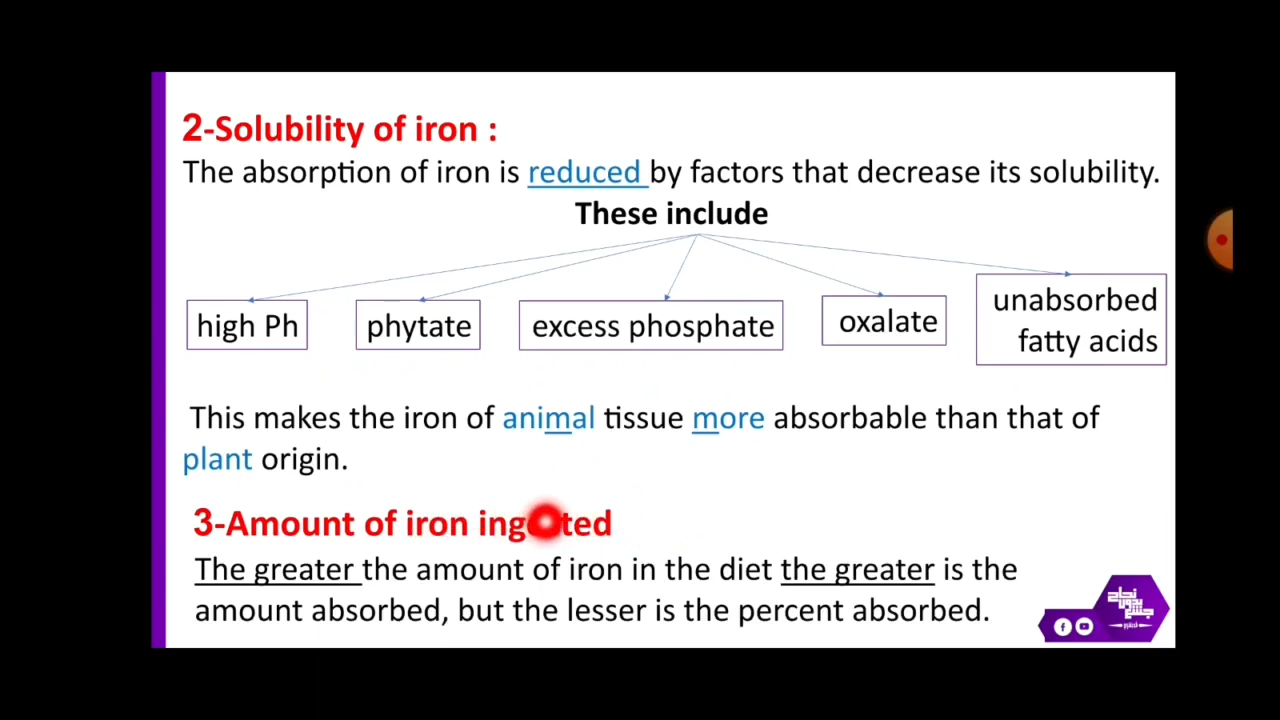 2-Solubility of iron :
The absorption of iron is reduced by factors that decrease its solubility.
These include
high Ph
phytate
excess phosphate
oxalate
unabsorbed
fatty acids
This makes the iron of animal tissue more absorbable than that of
plant origin.
3-Amount of iron ingested
The greater the amount of iron in the diet the greater is the
amount absorbed, but the lesser is the percent absorbed.